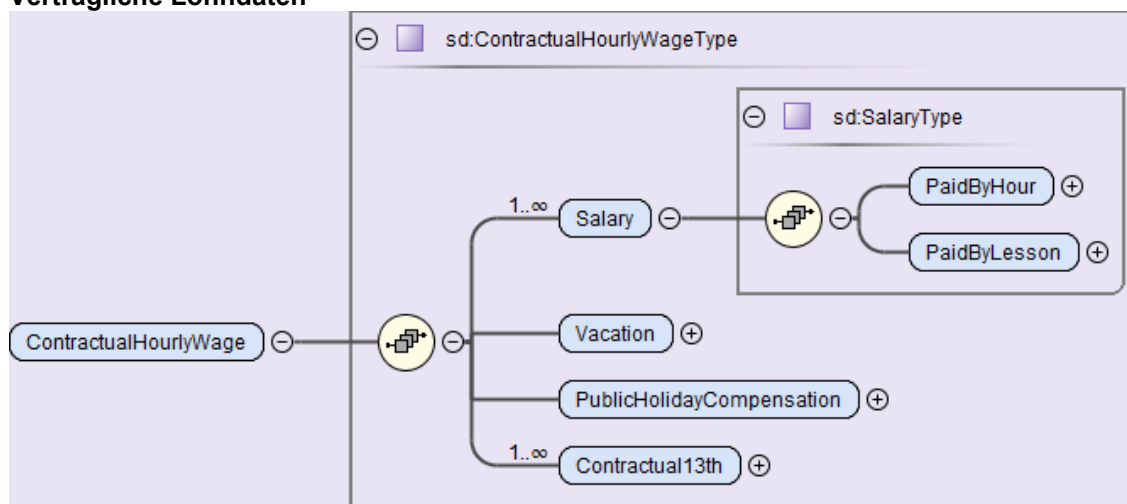 Vertragliche Lohndaten
sd:ContractualHourlyWageType
sd:SalaryType
PaidByHour
1..∞
Salary
PaidByLesson
Vacation
ContractualHourlyWage
PublicHolidayCompensation
1..∞
Contractual13th